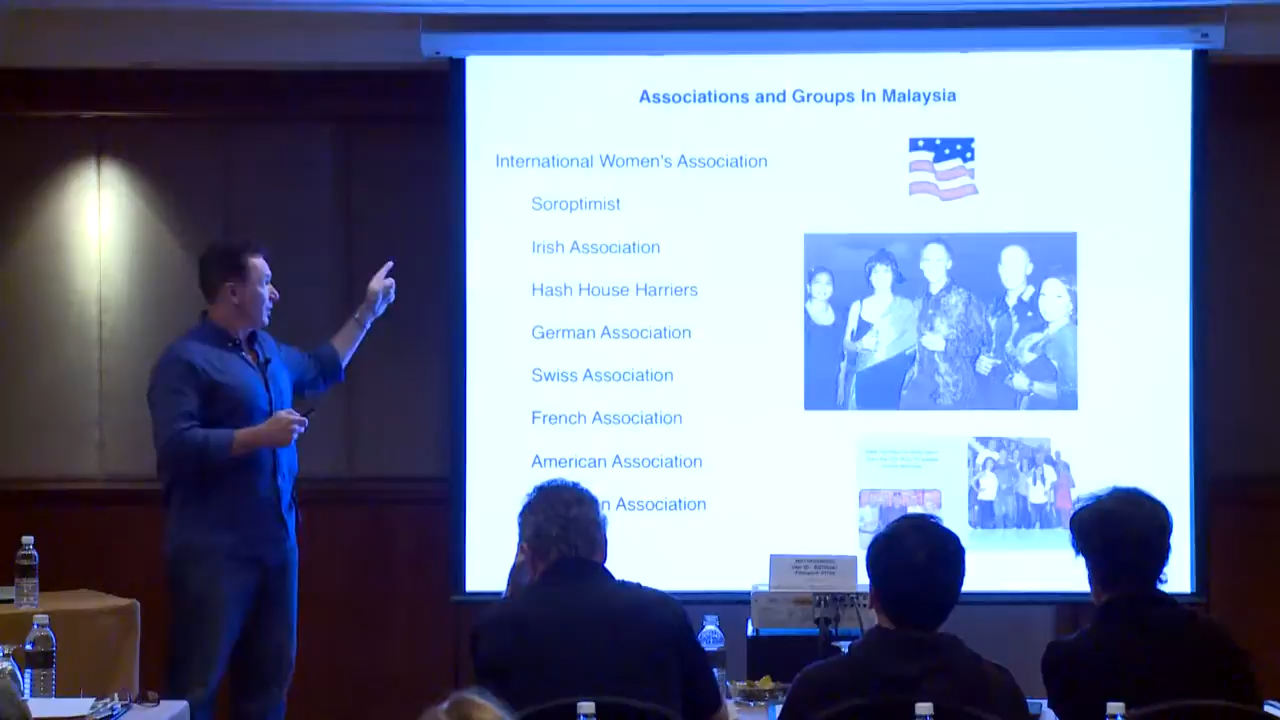 Associations and Groups In Malaysia
International Women's Association
Soroptimist
Irish Association
Hash House Harriers
German Association
Swiss Association
French Association
American Association
Association